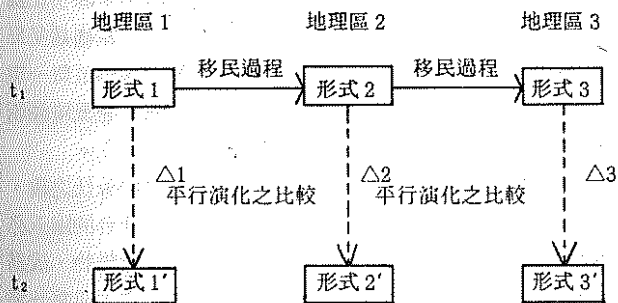 地理區 1 地理區 2 地理區 3
移民過程 移民過程
t₁ 形式 1 形式 2 形式 3
△1 △2 △3
平行演化之比較 平行演化之比較
t₂ 形式 1′ 形式 2′ 形式 3′